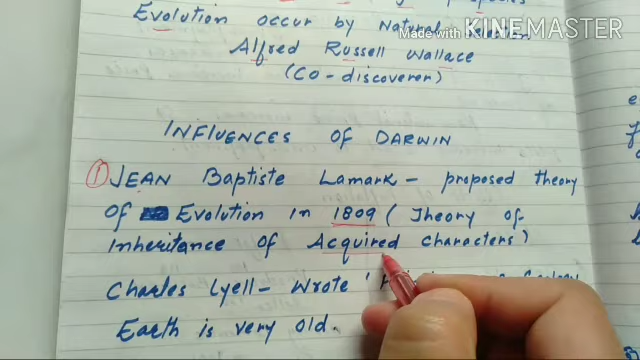 species
Evolution occur by Natural
Made with KINEMASTER
Alfred Russell Wallace
(Co-discoverer)
INFLUENCES OF DARWIN
① JEAN Baptiste Lamark - proposed theory
Of Evolution in 1809 (Theory of
Inheritance Of Acquired characters)
Charles Lyell- Wrote '
Earth is very old.